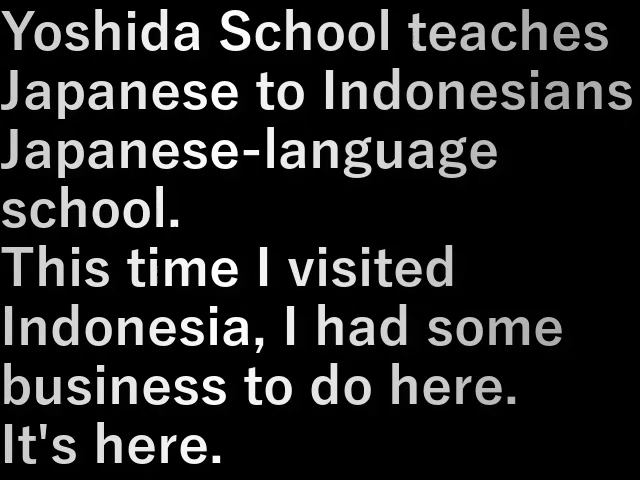 Yoshida School teaches
Japanese to Indonesians
Japanese-language
school.
This time I visited
Indonesia, I had some
business to do here.
It's here.